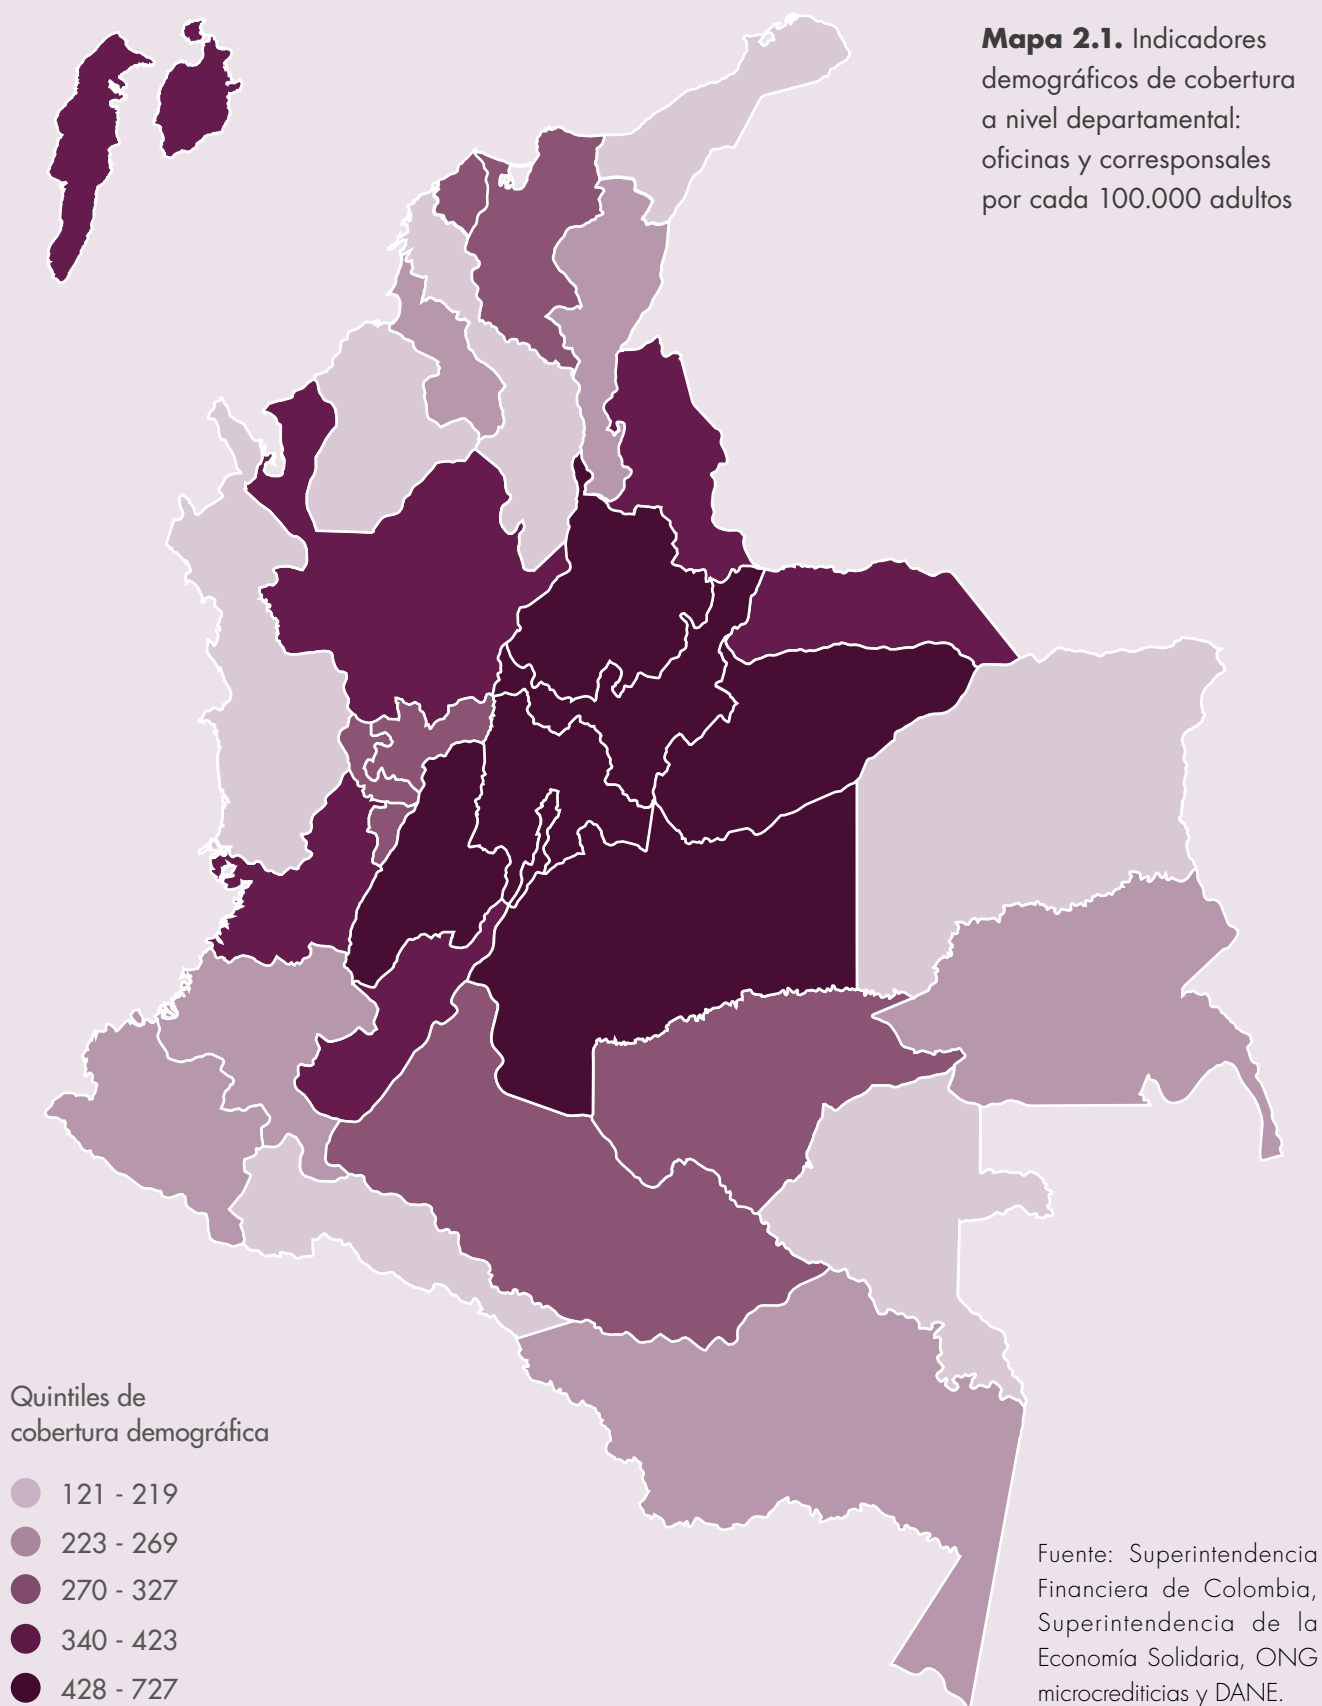 Mapa 2.1. Indicadores
demográficos de cobertura
a nivel departamental:
oficinas y corresponsales
por cada 100.000 adultos
Quintiles de
cobertura demográfica
121 - 219
223 - 269
270 - 327
340 - 423
428 - 727
Fuente: Superintendencia
Financiera de Colombia,
Superintendencia de la
Economía Solidaria, ONG
microcrediticias y DANE.